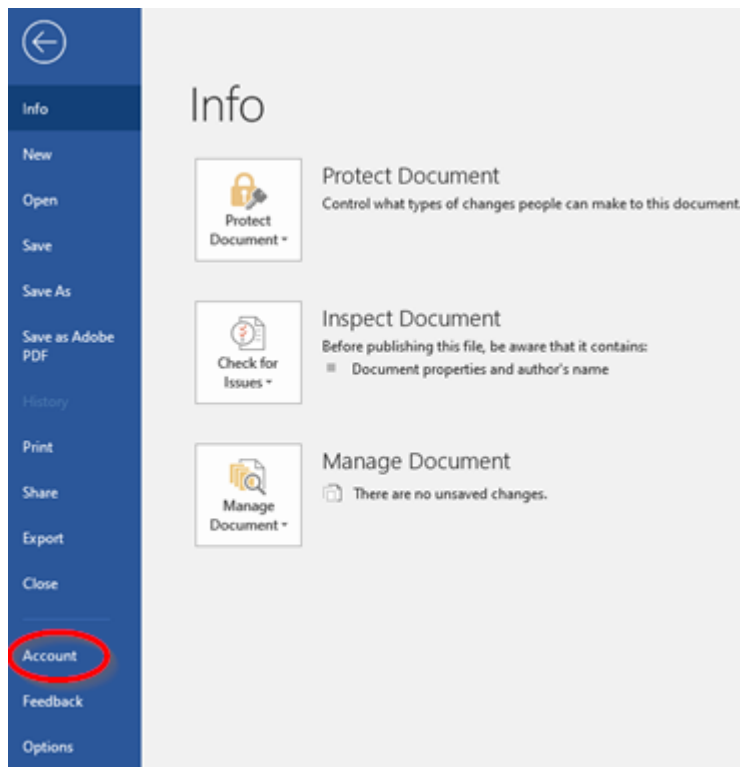 Info
New
Open
Save
Save As
Save as Adobe
PDF
History
Print
Share
Export
Close
Account
Feedback
Options
Info
Protect
Document
Protect Document
Control what types of changes people can make to this document.
Check for
Issues
Inspect Document
Before publishing this file, be aware that it contains:
Document properties and author's name
Manage
Document
Manage Document
There are no unsaved changes.